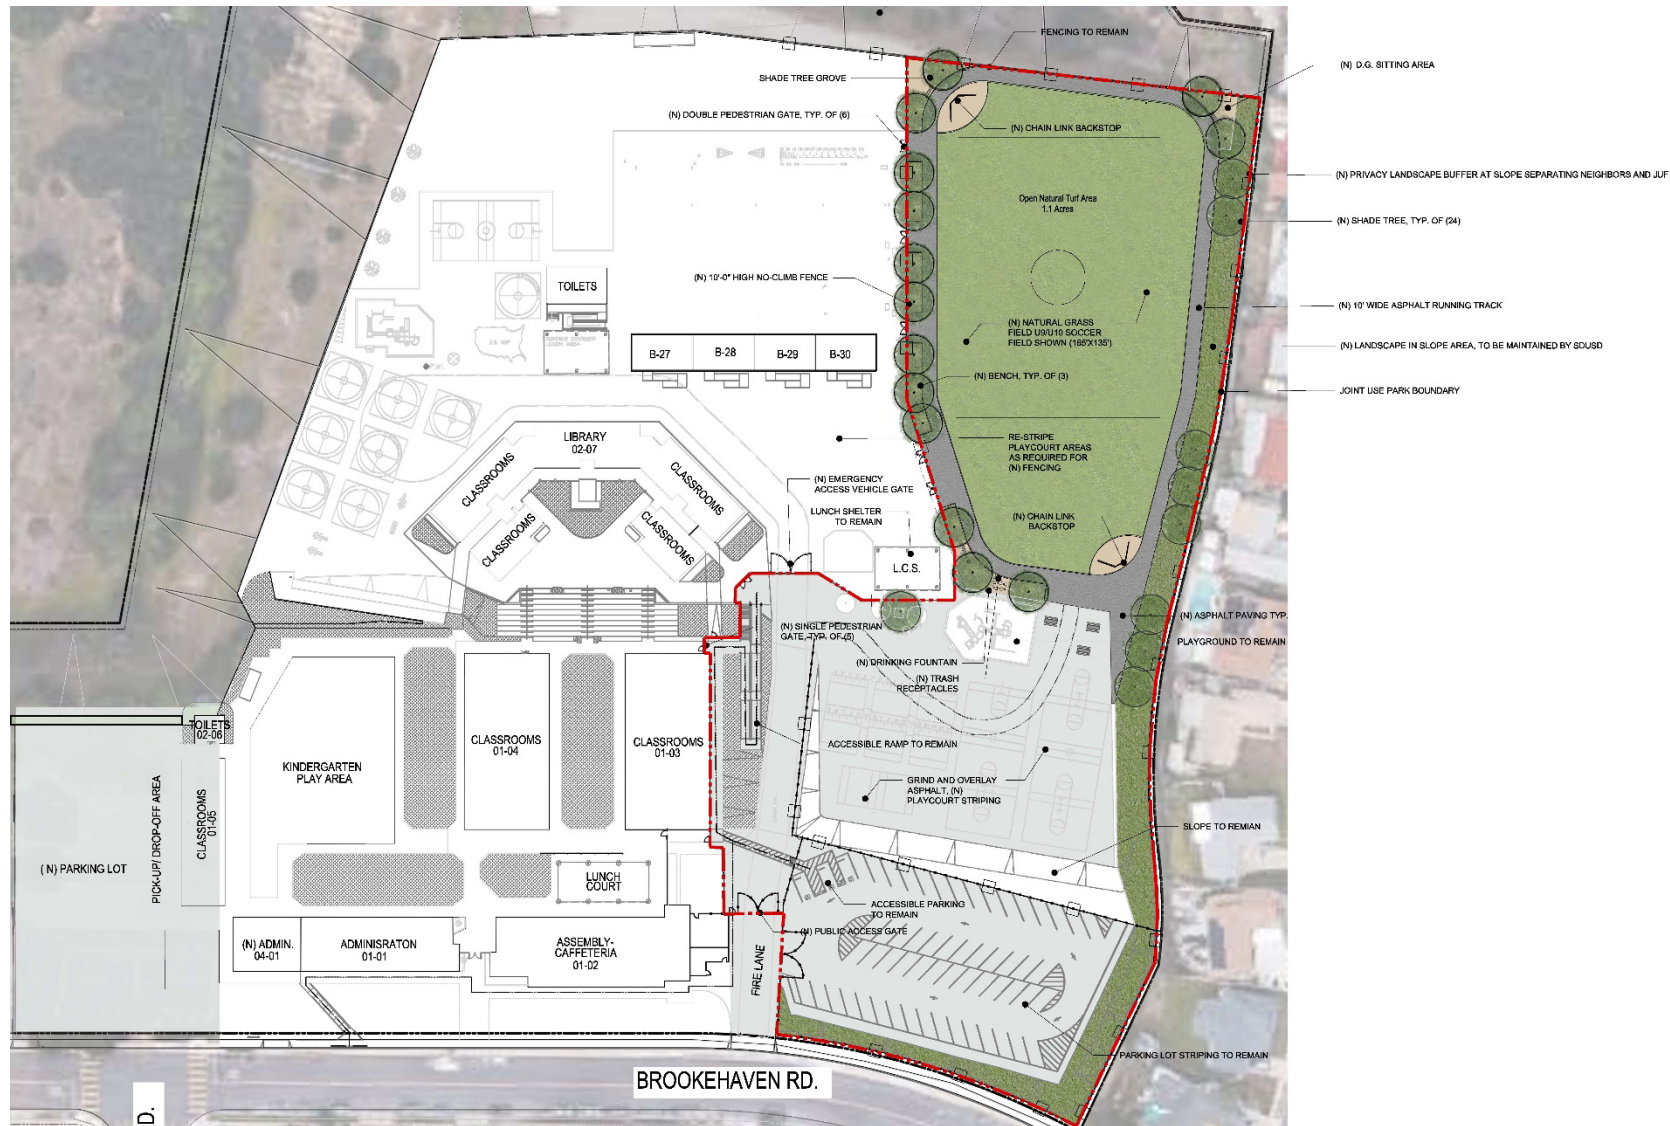 FENCING TO REMAIN
SHADE TREE GROVE
(N) D.G. SITTING AREA
(N) DOUBLE PEDESTRIAN GATE, TYP. OF (6)
(N) CHAIN LINK BACKSTOP
(N) PRIVACY LANDSCAPE BUFFER AT SLOPE SEPARATING NEIGHBORS AND JUF
Open Natural Turf Area
1.1 Acres
(N) SHADE TREE, TYP. OF (24)
TOILETS
(N) 10'-0" HIGH NO-CLIMB FENCE
(N) 10' WIDE ASPHALT RUNNING TRACK
(N) NATURAL GRASS
FIELD U9/U10 SOCCER
FIELD SHOWN (165'X135')
B-27
B-28
B-29
B-30
(N) LANDSCAPE IN SLOPE AREA, TO BE MAINTAINED BY SDUSD
(N) BENCH, TYP. OF (3)
JOINT USE PARK BOUNDARY
LIBRARY
02-07
CLASSROOMS
CLASSROOMS
RE-STRIPE
PLAYCOURT AREAS
AS REQUIRED FOR
(N) FENCING
(N) EMERGENCY
ACCESS VEHICLE GATE
CLASSROOMS
CLASSROOMS
LUNCH SHELTER
TO REMAIN
(N) CHAIN LINK
BACKSTOP
L.C.S.
(N) SINGLE PEDESTRIAN
GATE, TYP. OF (5)
(N) ASPHALT PAVING TYP.
PLAYGROUND TO REMAIN
(N) DRINKING FOUNTAIN
(N) TRASH
RECEPTACLES
TOILETS
02-06
CLASSROOMS
01-04
CLASSROOMS
01-03
ACCESSIBLE RAMP TO REMAIN
KINDERGARTEN
PLAY AREA
GRIND AND OVERLAY
ASPHALT, (N)
PLAYCOURT STRIPING
CLASSROOMS
01-05
PICK-UP/ DROP-OFF AREA
SLOPE TO REMIAN
( N) PARKING LOT
LUNCH
COURT
ACCESSIBLE PARKING
TO REMAIN
(N) PUBLIC ACCESS GATE
(N) ADMIN.
04-01
ADMINISRATON
01-01
ASSEMBLY-
CAFFETERIA
01-02
FIRE LANE
PARKING LOT STRIPING TO REMAIN
BROOKEHAVEN RD.
D.